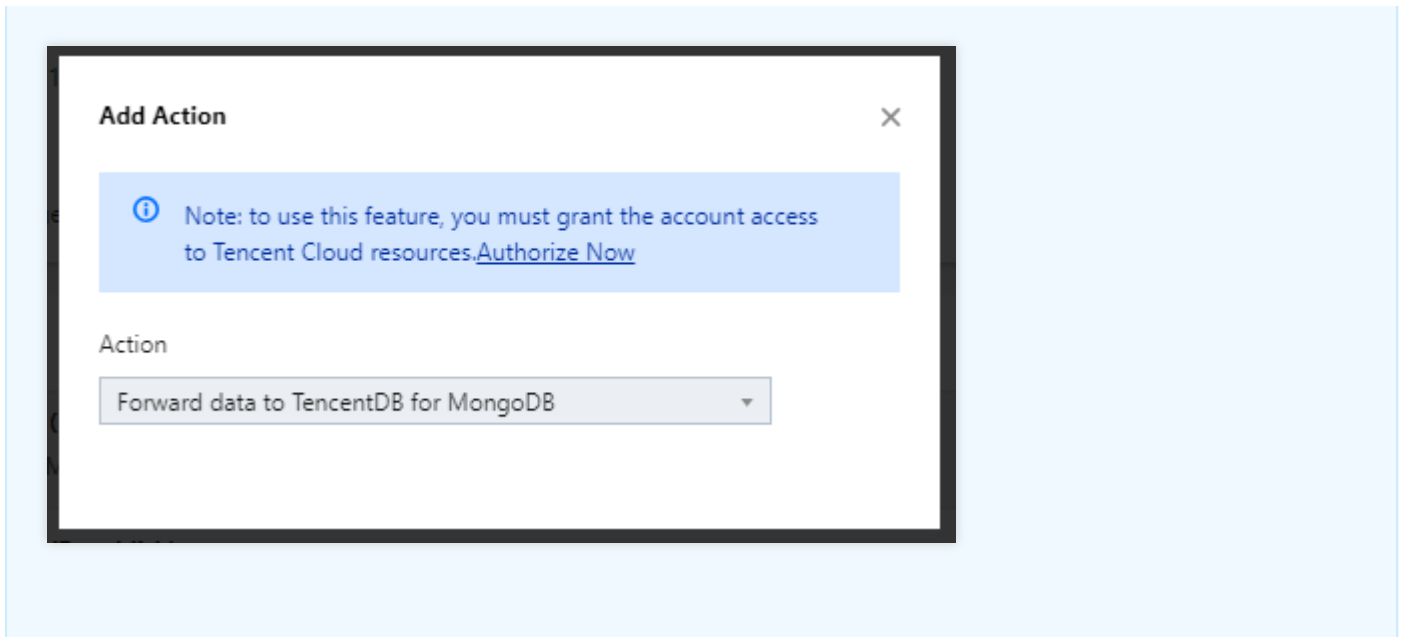 Add Action
Note: to use this feature, you must grant the account access
to Tencent Cloud resources.Authorize Now
Action
Forward data to TencentDB for MongoDB